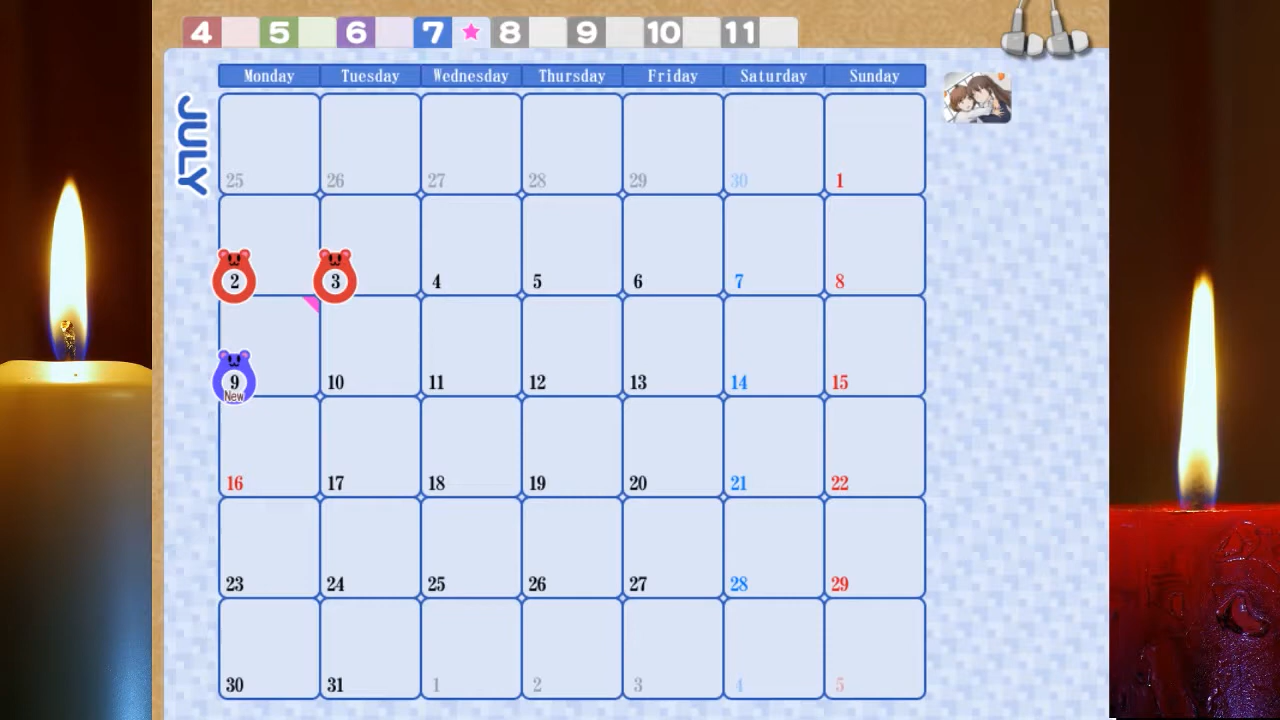 4 5 6 7 8 9 10 11
Monday Tuesday Wednesday Thursday Friday Saturday Sunday
JULY
25 26 27 28 29 30 1
2 3 4 5 6 7 8
9 10 11 12 13 14 15
New
16 17 18 19 20 21 22
23 24 25 26 27 28 29
30 31 1 2 3 4 5